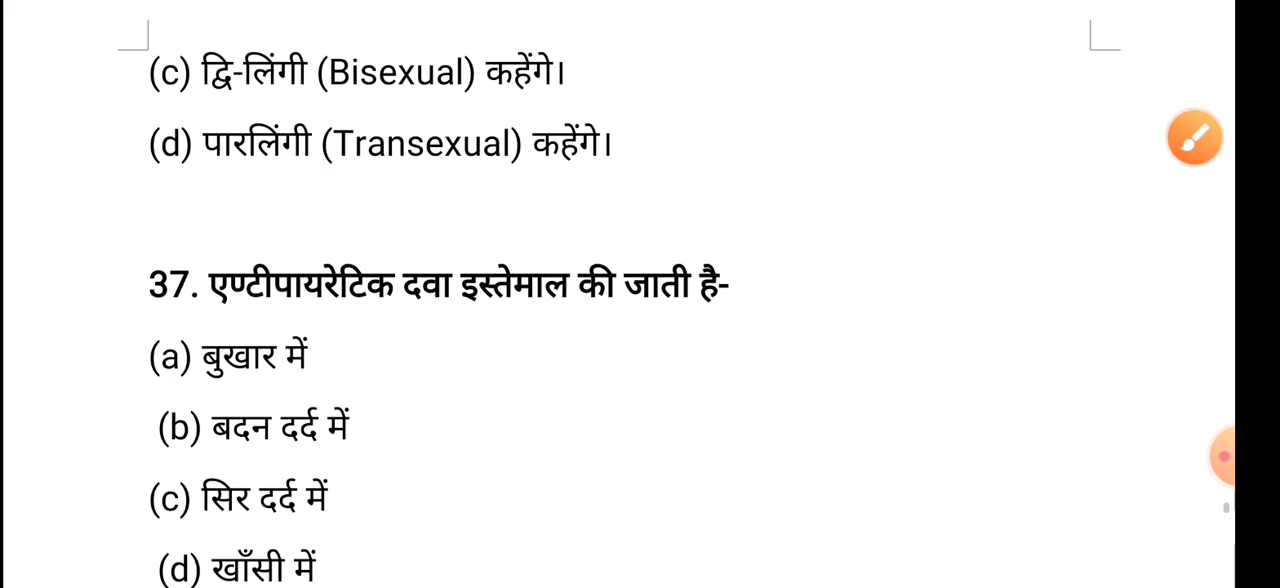 (c) द्वि-लिंगी (Bisexual) कहेंगे।
(d) पारलिंगी (Transexual) कहेंगे।
37. एण्टीपायरेटिक दवा इस्तेमाल की जाती है-
(a) बुखार में
(b) बदन दर्द में
(c) सिर दर्द में
(d) खाँसी में